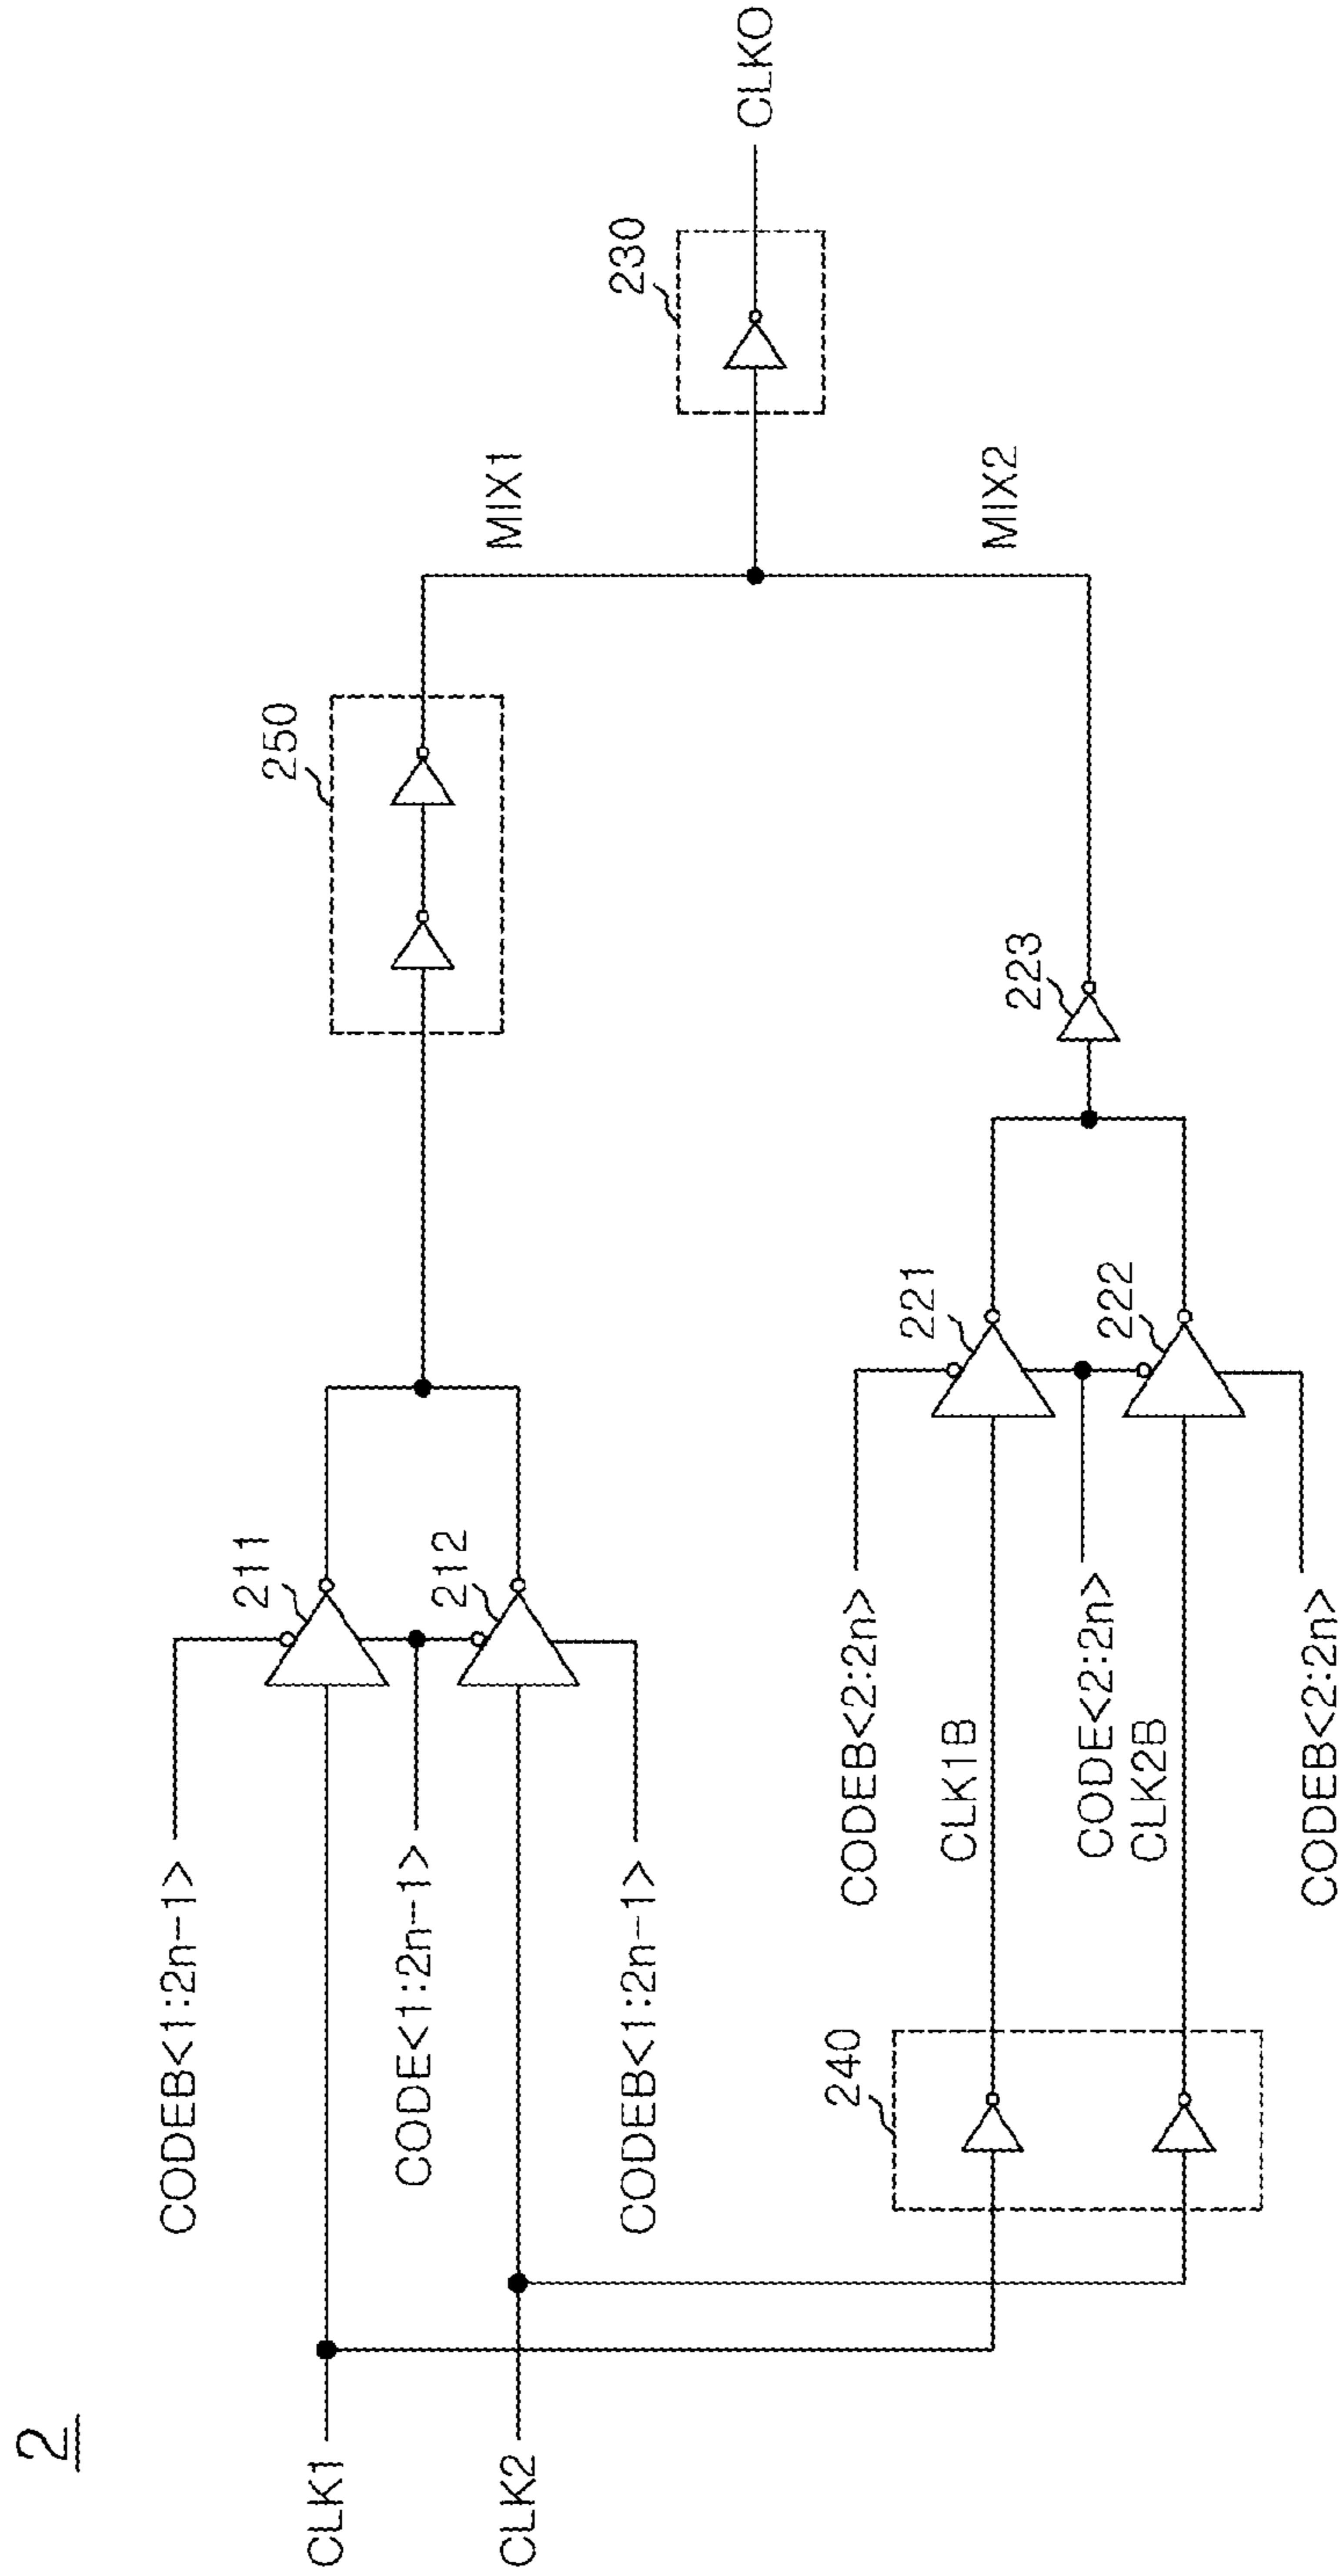 2
CLK1
CLK2
CODEB<1:2n-1>
CODE<1:2n-1>
CODEB<1:2n-1>
211
212
250
MIX1
MIX2
230
CLKO
240
CLK1B
CLK2B
CODEB<2:2n>
CODE<2:2n>
CODEB<2:2n>
221
222
223